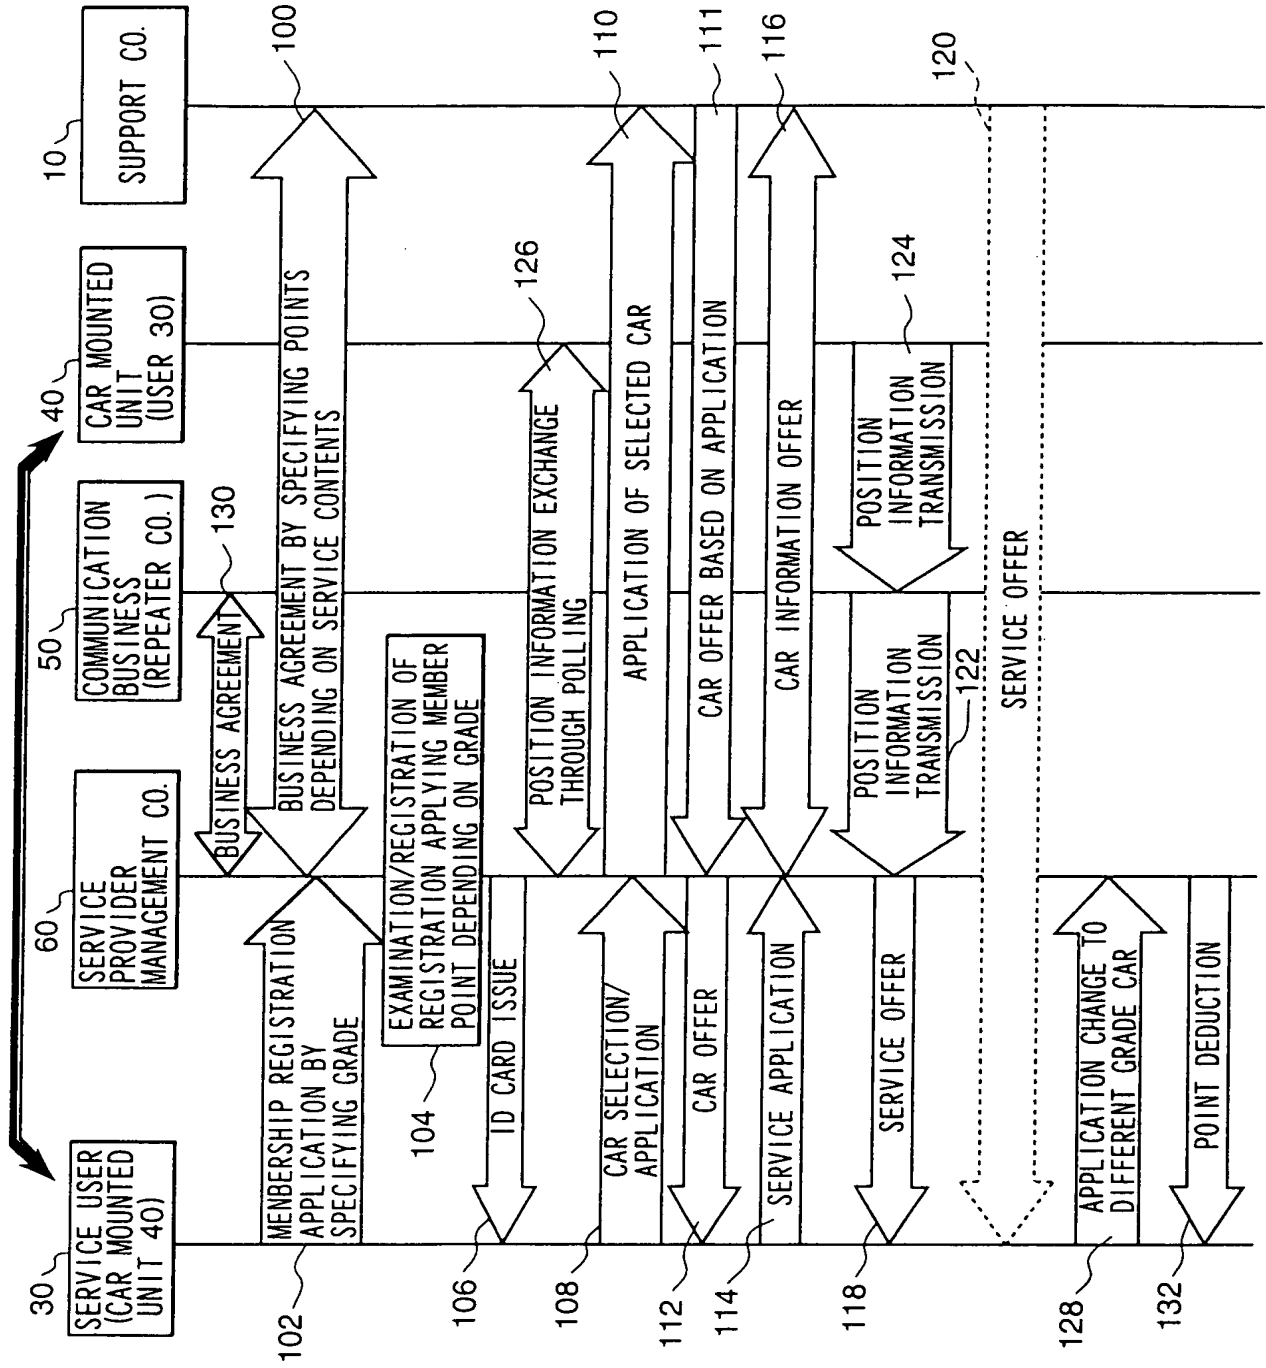 30
SERVICE USER
(CAR MOUNTED
UNIT 40)
60
SERVICE
PROVIDER
MANAGEMENT CO.
50
COMMUNICATION
BUSINESS
(REPEATER CO.)
40
CAR MOUNTED
UNIT
(USER 30)
10
SUPPORT CO.
BUSINESS AGREEMENT
130
MENBERSHIP REGISTRATION
APPLICATION BY
SPECIFYING GRADE
102
BUSINESS AGREEMENT BY SPECIFYING POINTS
DEPENDING ON SERVICE CONTENTS
100
EXAMINATION/REGISTRATION OF
REGISTRATION APPLYING MEMBER
POINT DEPENDING ON GRADE
104
ID CARD ISSUE
106
POSITION INFORMATION EXCHANGE
THROUGH POLLING
126
CAR SELECTION/
APPLICATION
108
APPLICATION OF SELECTED CAR
110
CAR OFFER
112
CAR OFFER BASED ON APPLICATION
111
SERVICE APPLICATION
114
CAR INFORMATION OFFER
116
SERVICE OFFER
118
POSITION
INFORMATION
TRANSMISSION
122
POSITION
INFORMATION
TRANSMISSION
124
SERVICE OFFER
120
APPLICATION CHANGE TO
DIFFERENT GRADE CAR
128
POINT DEDUCTION
132